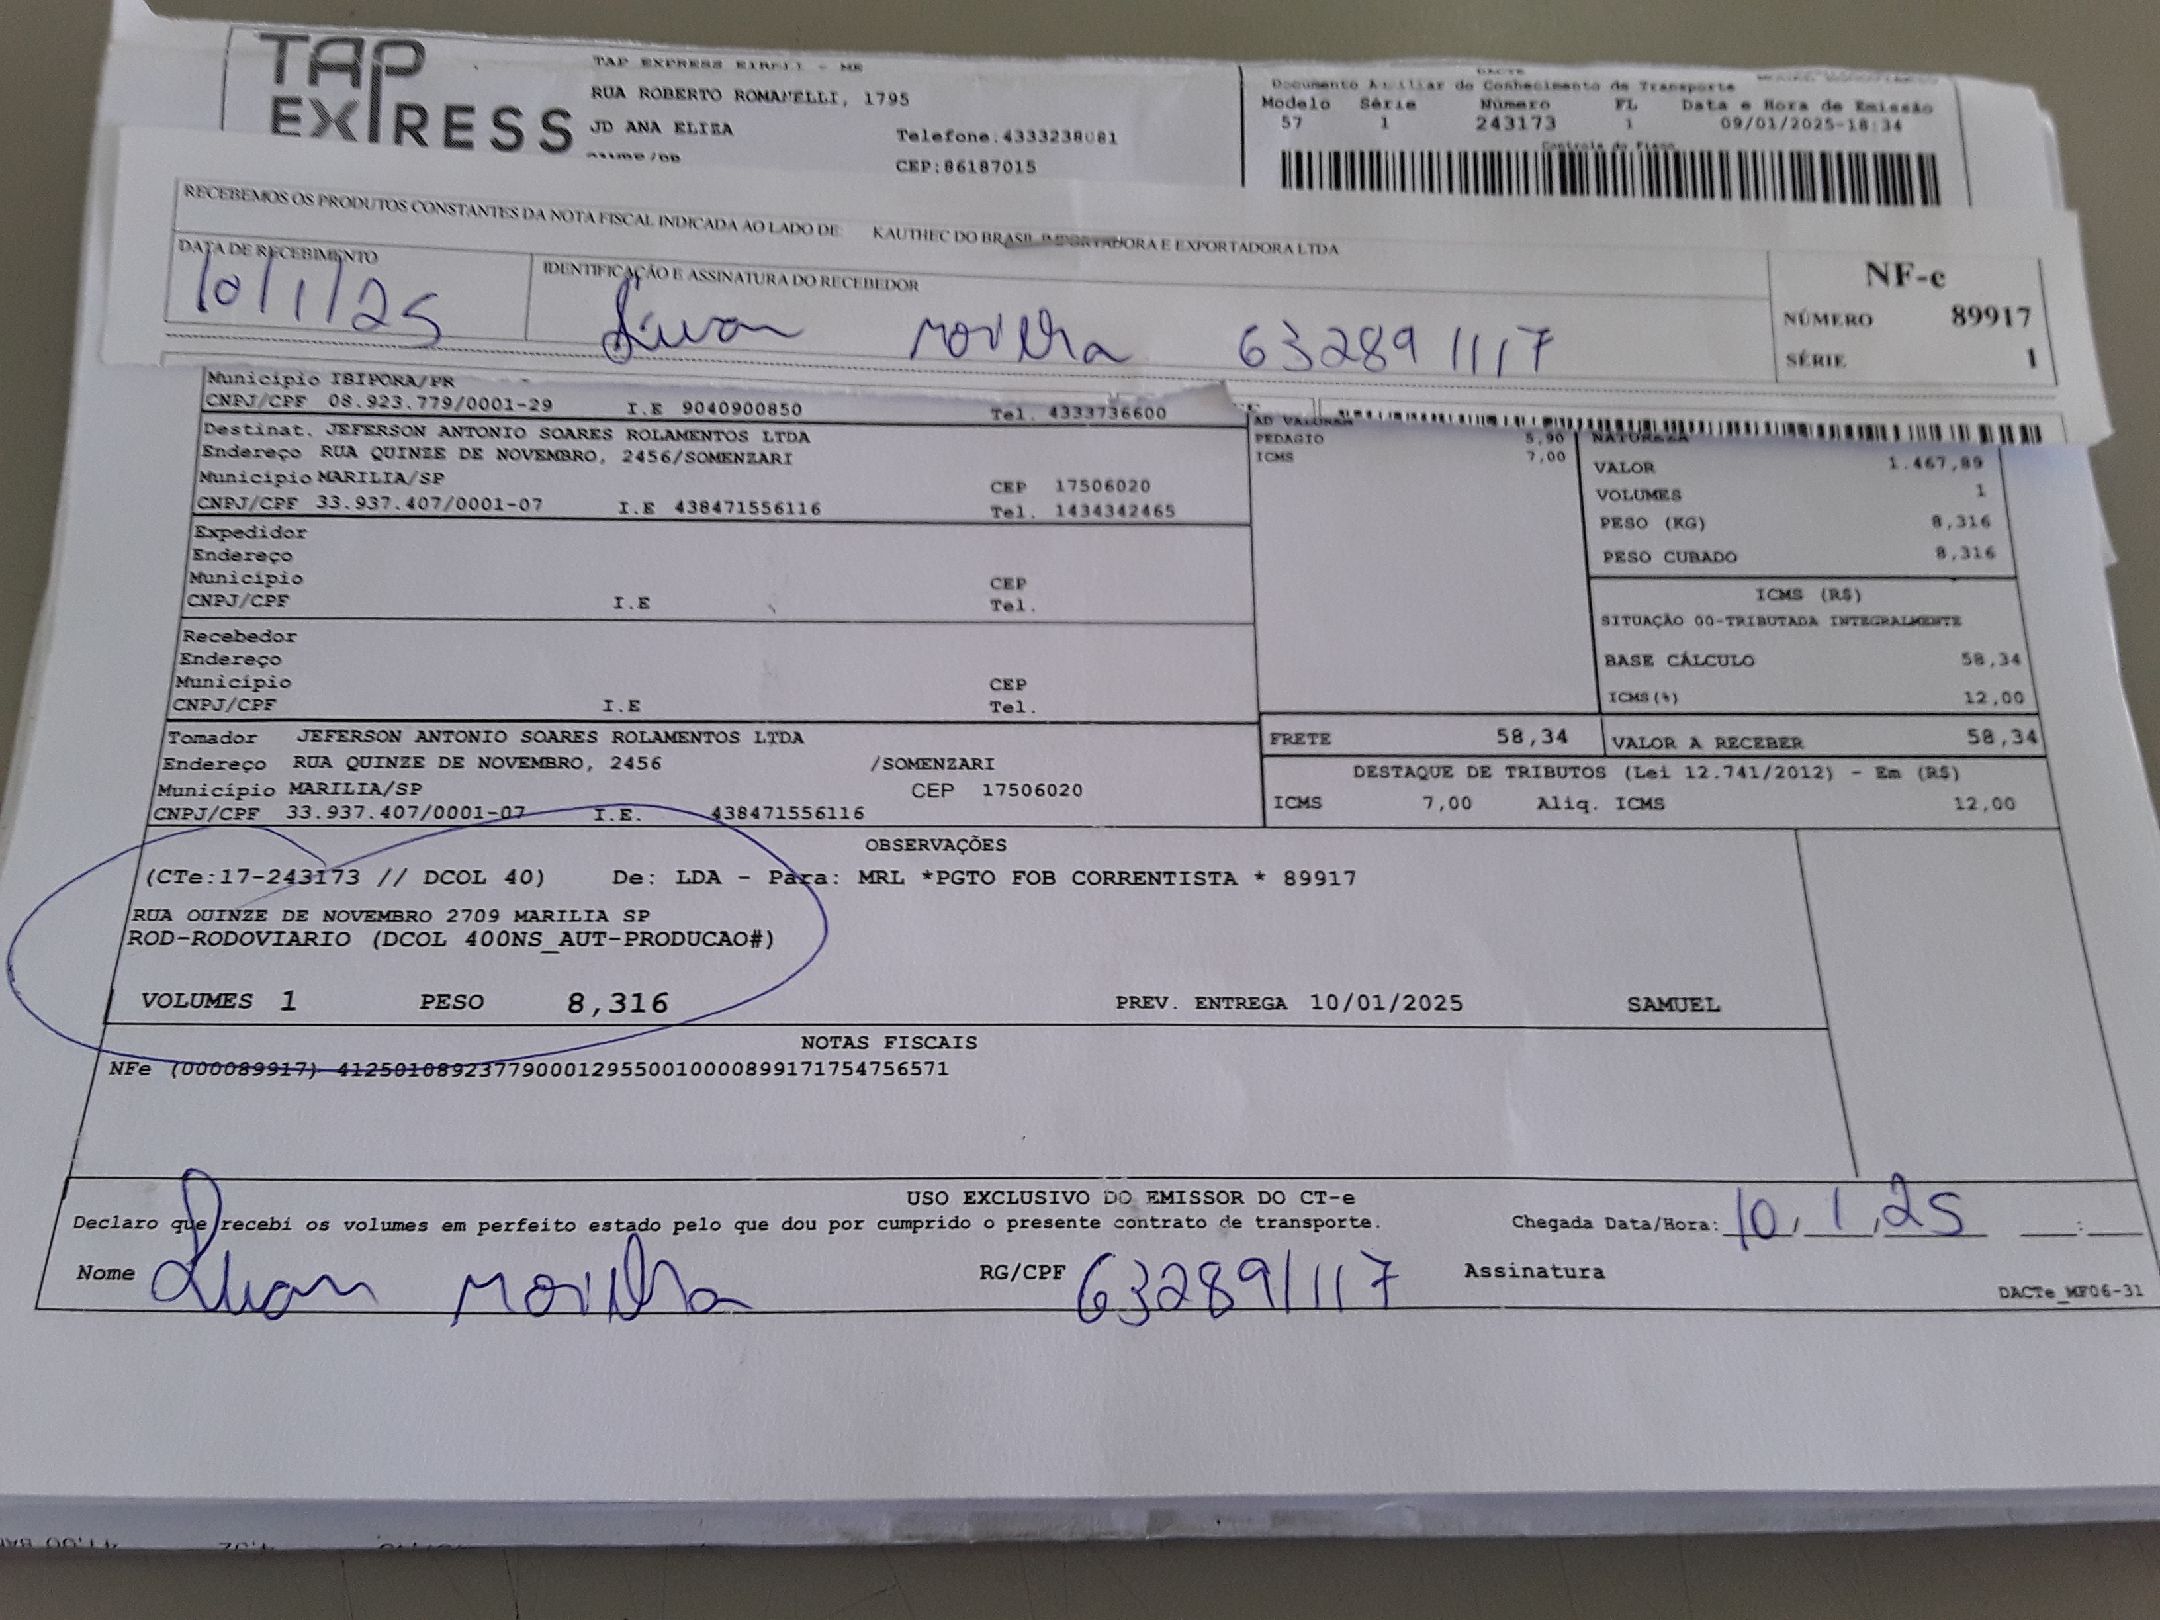 TAP EXPRESS
TAP EXPRESS EIRELI - ME
RUA ROBERTO ROMANELLI, 1795
JD ANA ELIZA
Telefone.4333238081
CEP:86187015
DACTE
Documento Auxiliar do Conhecimento de Transporte
Modelo Série Número FL Data e Hora de Emissão
57 1 243173 1 09/01/2025-18:34
Controle do Fisco
RECEBEMOS OS PRODUTOS CONSTANTES DA NOTA FISCAL INDICADA AO LADO DE KAUTHEC DO BRASIL IMPORTADORA E EXPORTADORA LTDA
DATA DE RECEBIMENTO
10/1/25
IDENTIFICAÇÃO E ASSINATURA DO RECEBEDOR
63289 1117
NF-e
NÚMERO 89917
SÉRIE 1
Município IBIPORA/PR
CNPJ/CPF 08.923.779/0001-29 I.E 9040900850 Tel. 4333736600
Destinat. JEFERSON ANTONIO SOARES ROLAMENTOS LTDA
Endereço RUA QUINZE DE NOVEMBRO, 2456/SOMENZARI
Município MARILIA/SP CEP 17506020
CNPJ/CPF 33.937.407/0001-07 I.E 438471556116 Tel. 1434342465
Expedidor
Endereço
Município CEP
CNPJ/CPF I.E Tel.
Recebedor
Endereço
Município CEP
CNPJ/CPF I.E Tel.
Tomador JEFERSON ANTONIO SOARES ROLAMENTOS LTDA
Endereço RUA QUINZE DE NOVEMBRO, 2456 /SOMENZARI
Município MARILIA/SP CEP 17506020
CNPJ/CPF 33.937.407/0001-07 I.E. 438471556116
AD VALOREM
PEDAGIO 5,90
ICMS 7,00
NATUREZA
VALOR 1.467,89
VOLUMES 1
PESO (KG) 8,316
PESO CUBADO 8,316
ICMS (R$)
SITUAÇÃO 00-TRIBUTADA INTEGRALMENTE
BASE CÁLCULO 58,34
ICMS(%) 12,00
FRETE 58,34 VALOR A RECEBER 58,34
DESTAQUE DE TRIBUTOS (Lei 12.741/2012) - Em (R$)
ICMS 7,00 Aliq. ICMS 12,00
OBSERVAÇÕES
(CTe:17-243173 // DCOL 40) De: LDA - Para: MRL *PGTO FOB CORRENTISTA * 89917
RUA QUINZE DE NOVEMBRO 2709 MARILIA SP
ROD-RODOVIARIO (DCOL 400NS_AUT-PRODUCAO#)
VOLUMES 1 PESO 8,316 PREV. ENTREGA 10/01/2025 SAMUEL
NOTAS FISCAIS
NFe (000089917) 41250108923779000129550010000899171754756571
USO EXCLUSIVO DO EMISSOR DO CT-e
Declaro que recebi os volumes em perfeito estado pelo que dou por cumprido o presente contrato de transporte. Chegada Data/Hora: 10/1/25 :
Nome RG/CPF 632891117 Assinatura
DACTe_MF06-31